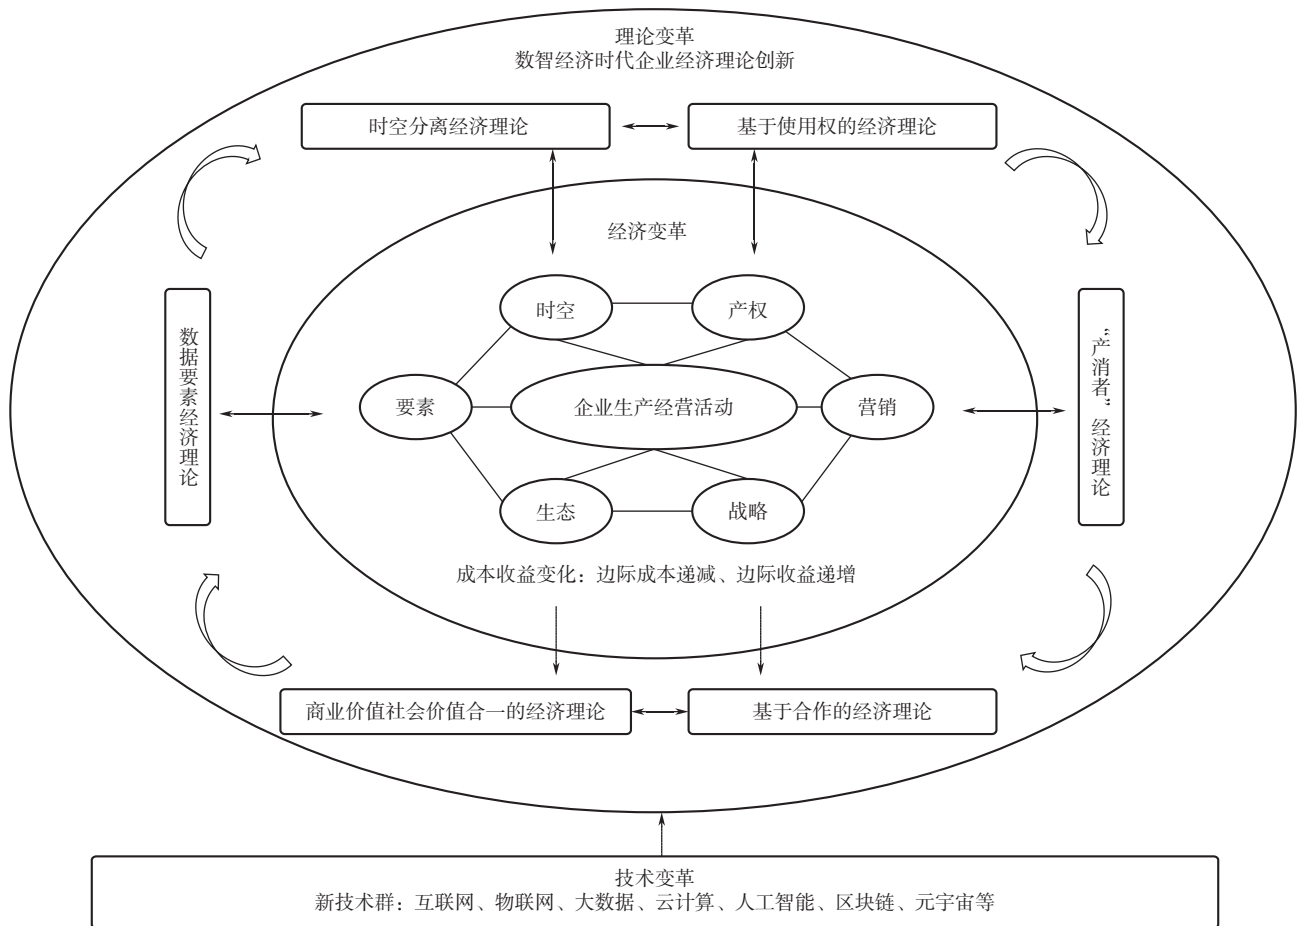 理论变革
数智经济时代企业经济理论创新
时空分离经济理论
基于使用权的经济理论
经济变革
时空
产权
数据要素经济理论
要素
企业生产经营活动
营销
“产消者”经济理论
生态
战略
成本收益变化：边际成本递减、边际收益递增
商业价值社会价值合一的经济理论
基于合作的经济理论
技术变革
新技术群：互联网、物联网、大数据、云计算、人工智能、区块链、元宇宙等